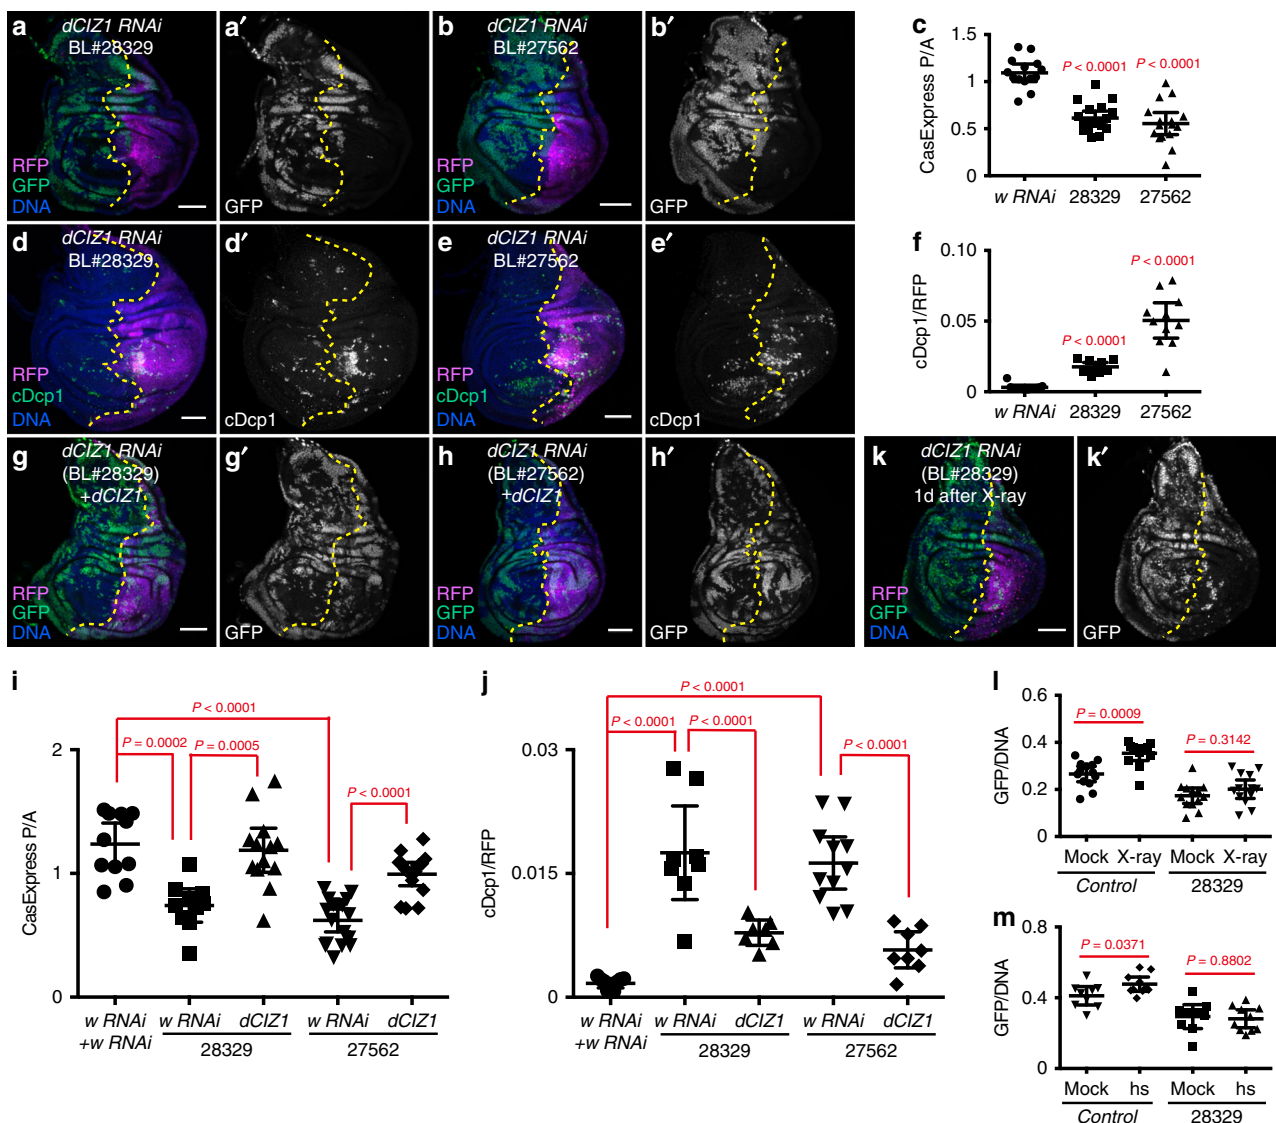 a
dCIZ1 RNAi
BL#28329
RFP
GFP
DNA
a′
GFP
b
dCIZ1 RNAi
BL#27562
RFP
GFP
DNA
b′
GFP
c
CasExpress P/A
1.5
1
0.5
0
P < 0.0001
P < 0.0001
w RNAi 28329 27562
d
dCIZ1 RNAi
BL#28329
RFP
cDcp1
DNA
d′
cDcp1
e
dCIZ1 RNAi
BL#27562
RFP
cDcp1
DNA
e′
cDcp1
f
cDcp1/RFP
0.10
0.05
0
P < 0.0001
P < 0.0001
w RNAi 28329 27562
g
dCIZ1 RNAi
(BL#28329)
+dCIZ1
RFP
GFP
DNA
g′
GFP
h
dCIZ1 RNAi
(BL#27562)
+dCIZ1
RFP
GFP
DNA
h′
GFP
k
dCIZ1 RNAi
(BL#28329)
1d after X-ray
RFP
GFP
DNA
k′
GFP
i
CasExpress P/A
2
1
0
P < 0.0001
P = 0.0002
P = 0.0005
P < 0.0001
w RNAi
+w RNAi
w RNAi dCIZ1
28329
w RNAi dCIZ1
27562
j
cDcp1/RFP
0.03
0.015
0
P < 0.0001
P < 0.0001
P < 0.0001
P < 0.0001
w RNAi
+w RNAi
w RNAi dCIZ1
28329
w RNAi dCIZ1
27562
l
GFP/DNA
0.6
0.4
0.2
0
P = 0.0009
P = 0.3142
Mock X-ray Mock X-ray
Control 28329
m
GFP/DNA
0.8
0.4
0
P = 0.0371
P = 0.8802
Mock hs Mock hs
Control 28329